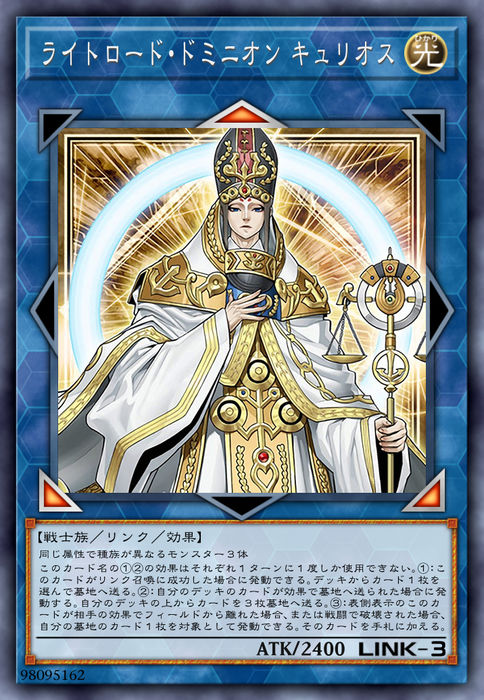 ライトロード・ドミニオン キュリオス
ひかり
光
【戦士族／リンク／効果】
同じ属性で種族が異なるモンスター３体
このカード名の①②の効果はそれぞれ１ターンに１度しか使用できない。①：こ
のカードがリンク召喚に成功した場合に発動できる。デッキからカード１枚を
選んで墓地へ送る。②：自分のデッキのカードが効果で墓地へ送られた場合に発
動する。自分のデッキの上からカードを３枚墓地へ送る。③：表側表示のこのカー
ドが相手の効果でフィールドから離れた場合、または戦闘で破壊された場合、
自分の墓地のカード１枚を対象として発動できる。そのカードを手札に加える。
ATK/2400 LINK-3
98095162